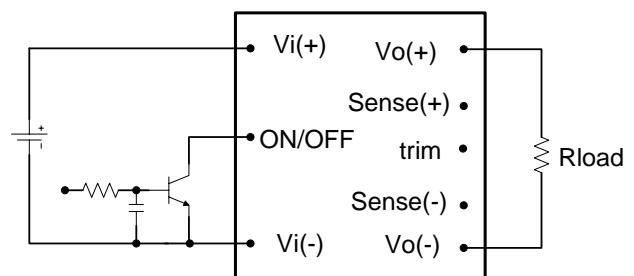 Vi(+)
Vo(+)
Sense(+)
ON/OFF
trim
Rload
Sense(-)
Vi(-)
Vo(-)
+
-